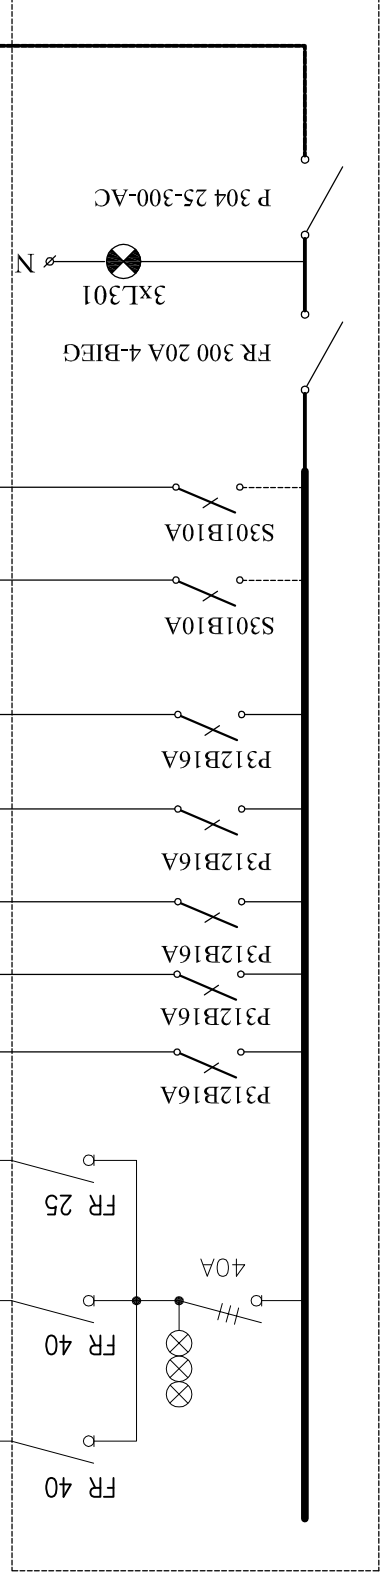 FR 40
FR 40
40A
FR 25
P312B16A
P312B16A
P312B16A
P312B16A
P312B16A
S301B10A
S301B10A
FR 300 20A 4-BIEG
3xL301
N
P 304 25-300-AC